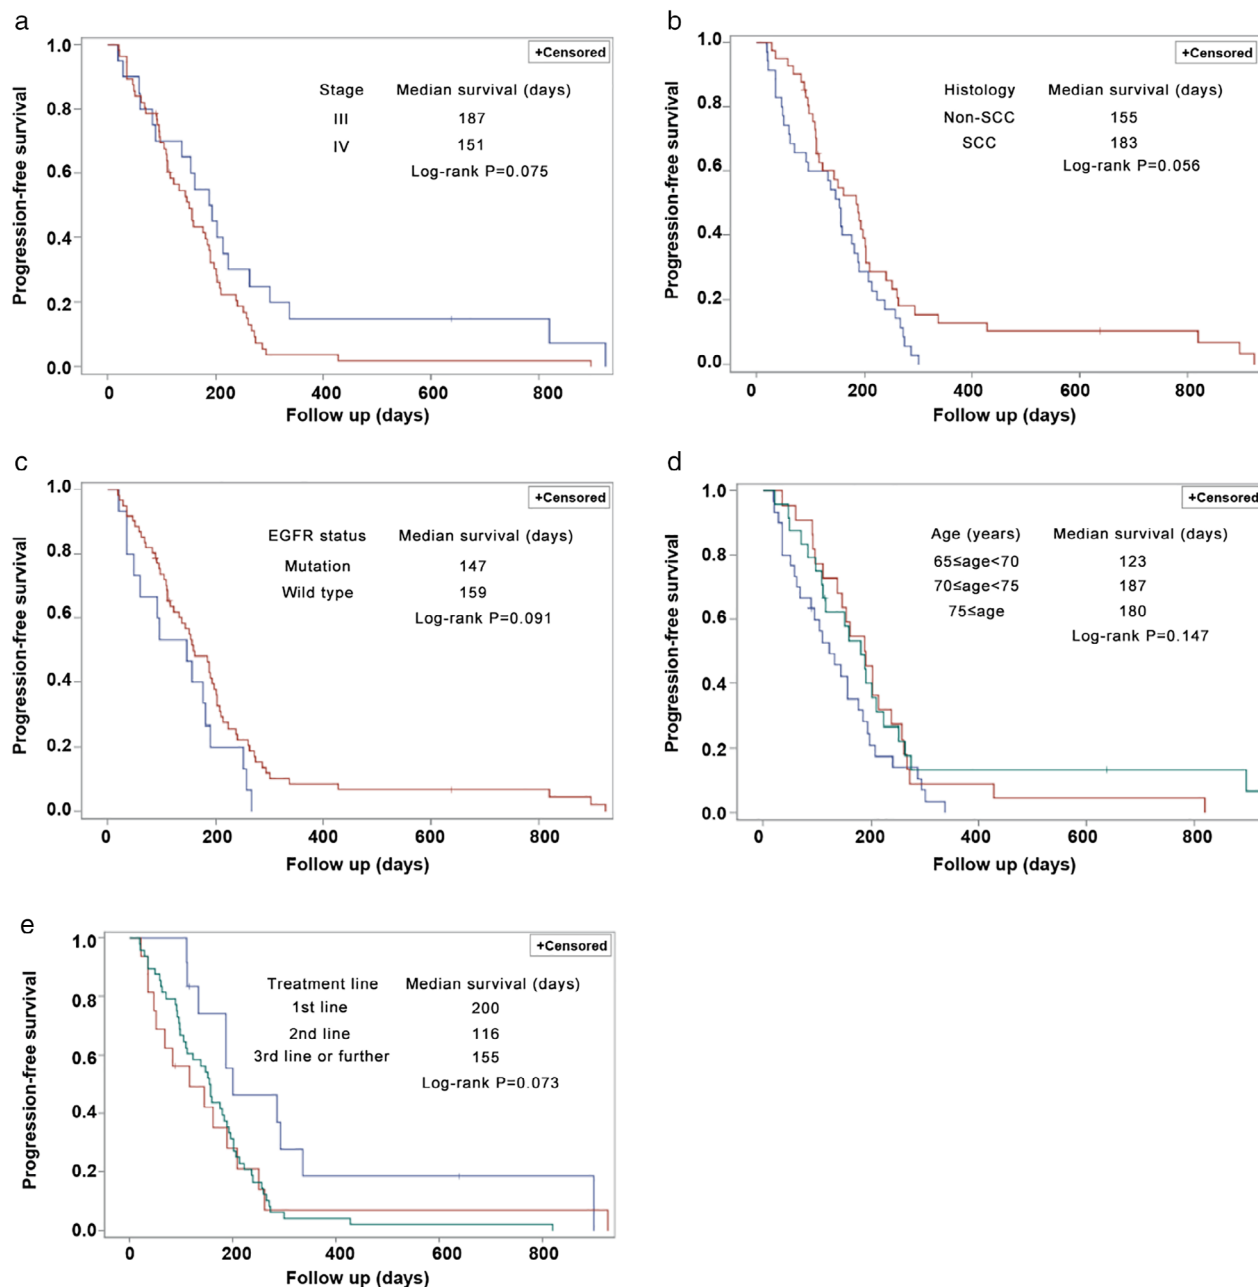 a
+Censored
Stage Median survival (days)
III 187
IV 151
Log-rank P=0.075
1.0
0.8
0.6
0.4
0.2
0.0
Progression-free survival
0 200 400 600 800
Follow up (days)
b
+Censored
Histology Median survival (days)
Non-SCC 155
SCC 183
Log-rank P=0.056
1.0
0.8
0.6
0.4
0.2
0.0
Progression-free survival
0 200 400 600 800
Follow up (days)
c
+Censored
EGFR status Median survival (days)
Mutation 147
Wild type 159
Log-rank P=0.091
1.0
0.8
0.6
0.4
0.2
0.0
Progression-free survival
0 200 400 600 800
Follow up (days)
d
+Censored
Age (years) Median survival (days)
65≤age<70 123
70≤age<75 187
75≤age 180
Log-rank P=0.147
1.0
0.8
0.6
0.4
0.2
0.0
Progression-free survival
0 200 400 600 800
Follow up (days)
e
+Censored
Treatment line Median survival (days)
1st line 200
2nd line 116
3rd line or further 155
Log-rank P=0.073
1.0
0.8
0.6
0.4
0.2
0.0
Progression-free survival
0 200 400 600 800
Follow up (days)